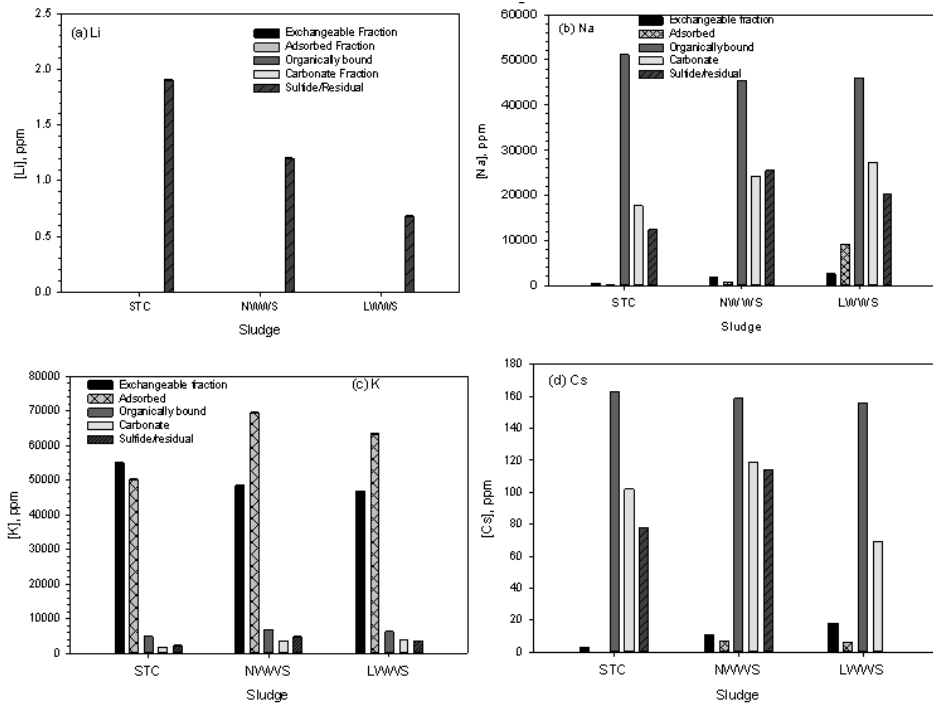 (a) Li
Exchangeable Fraction
Adsorbed Fraction
Organically bound
Carbonate Fraction
Sulfide/Residual
2.5
2.0
1.5
1.0
0.5
0.0
[Li], ppm
STC
NWWS
LWWS
Sludge
(b) Na
Exchangeable fraction
Adsorbed
Organically bound
Carbonate
Sulfide/residual
60000
50000
40000
30000
20000
10000
0
[Na], ppm
STC
NWWS
LWWS
Sludge
(c) K
Exchangeable fraction
Adsorbed
Organically bound
Carbonate
Sulfide/residual
80000
70000
60000
50000
40000
30000
20000
10000
0
[K], ppm
STC
NWWS
LWWS
Sludge
(d) Cs
180
160
140
120
100
80
60
40
20
0
[Cs], ppm
STC
NWWS
LWWS
Sludge